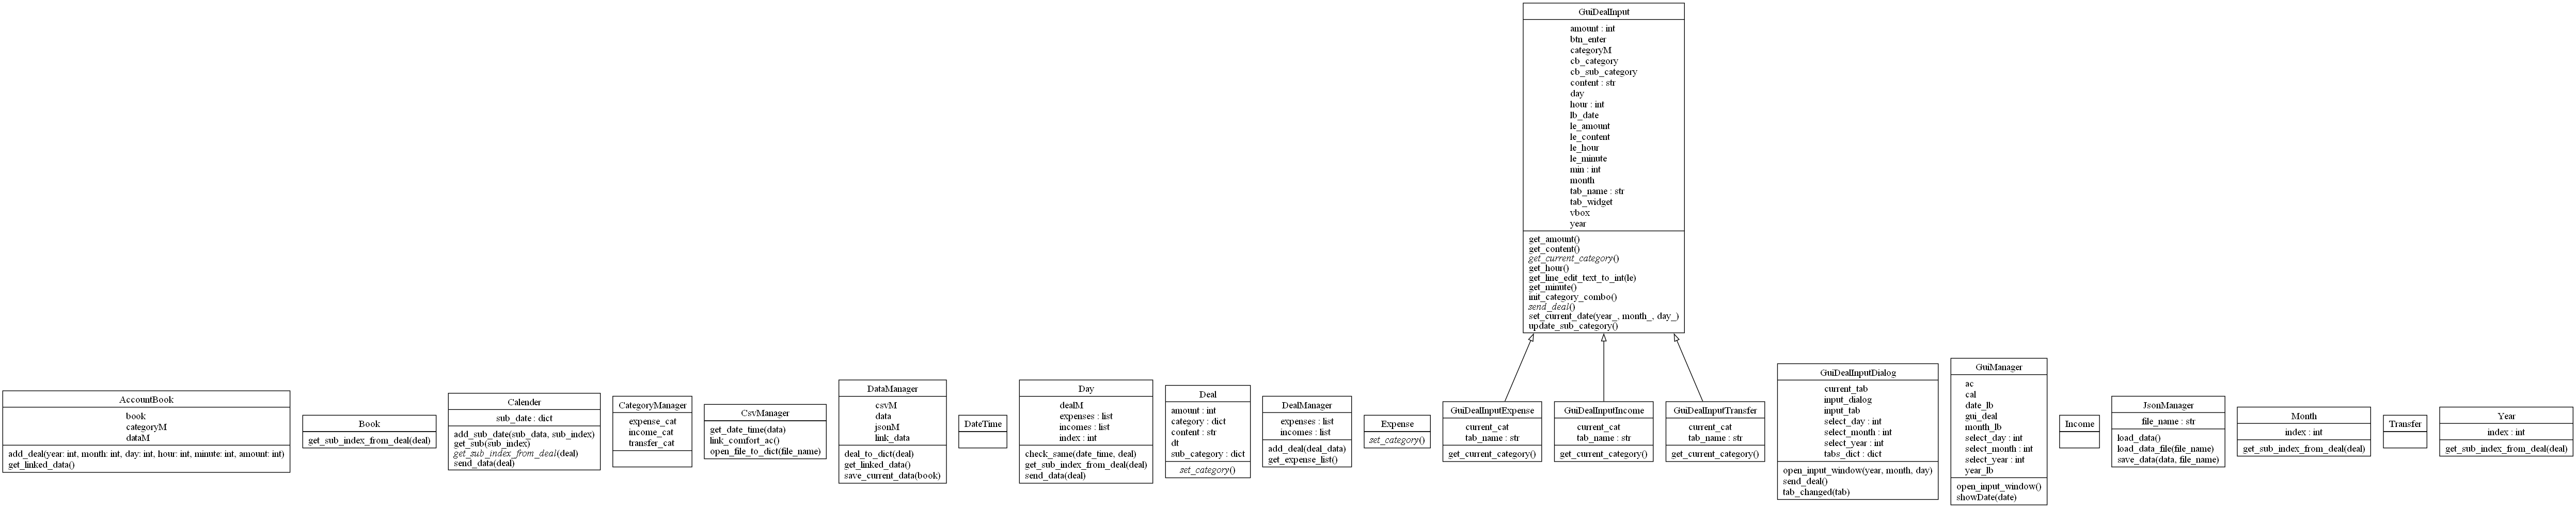 GuiDealInput
amount : int
btn_enter
categoryM
cb_category
cb_sub_category
content : str
day
hour : int
lb_date
le_amount
le_content
le_hour
le_minute
min : int
month
tab_name : str
tab_widget
vbox
year
get_amount()
get_content()
get_current_category()
get_hour()
get_line_edit_text_to_int(le)
get_minute()
init_category_combo()
send_deal()
set_current_date(year_, month_, day_)
update_sub_category()
AccountBook
book
categoryM
dataM
add_deal(year: int, month: int, day: int, hour: int, minute: int, amount: int)
get_linked_data()
Book
get_sub_index_from_deal(deal)
Calender
sub_date : dict
add_sub_date(sub_data, sub_index)
get_sub(sub_index)
get_sub_index_from_deal(deal)
send_data(deal)
CategoryManager
expense_cat
income_cat
transfer_cat
CsvManager
get_date_time(data)
link_comfort_ac()
open_file_to_dict(file_name)
DataManager
csvM
data
jsonM
link_data
deal_to_dict(deal)
get_linked_data()
save_current_data(book)
DateTime
Day
dealM
expenses : list
incomes : list
index : int
check_same(date_time, deal)
get_sub_index_from_deal(deal)
send_data(deal)
Deal
amount : int
category : dict
content : str
dt
sub_category : dict
set_category()
DealManager
expenses : list
incomes : list
add_deal(deal_data)
get_expense_list()
Expense
set_category()
GuiDealInputExpense
current_cat
tab_name : str
get_current_category()
GuiDealInputIncome
current_cat
tab_name : str
get_current_category()
GuiDealInputTransfer
current_cat
tab_name : str
get_current_category()
GuiDealInputDialog
current_tab
input_dialog
input_tab
select_day : int
select_month : int
select_year : int
tabs_dict : dict
open_input_window(year, month, day)
send_deal()
tab_changed(tab)
GuiManager
ac
cal
date_lb
gui_deal
month_lb
select_day : int
select_month : int
select_year : int
year_lb
open_input_window()
showDate(date)
Income
JsonManager
file_name : str
load_data()
load_data_file(file_name)
save_data(data, file_name)
Month
index : int
get_sub_index_from_deal(deal)
Transfer
Year
index : int
get_sub_index_from_deal(deal)